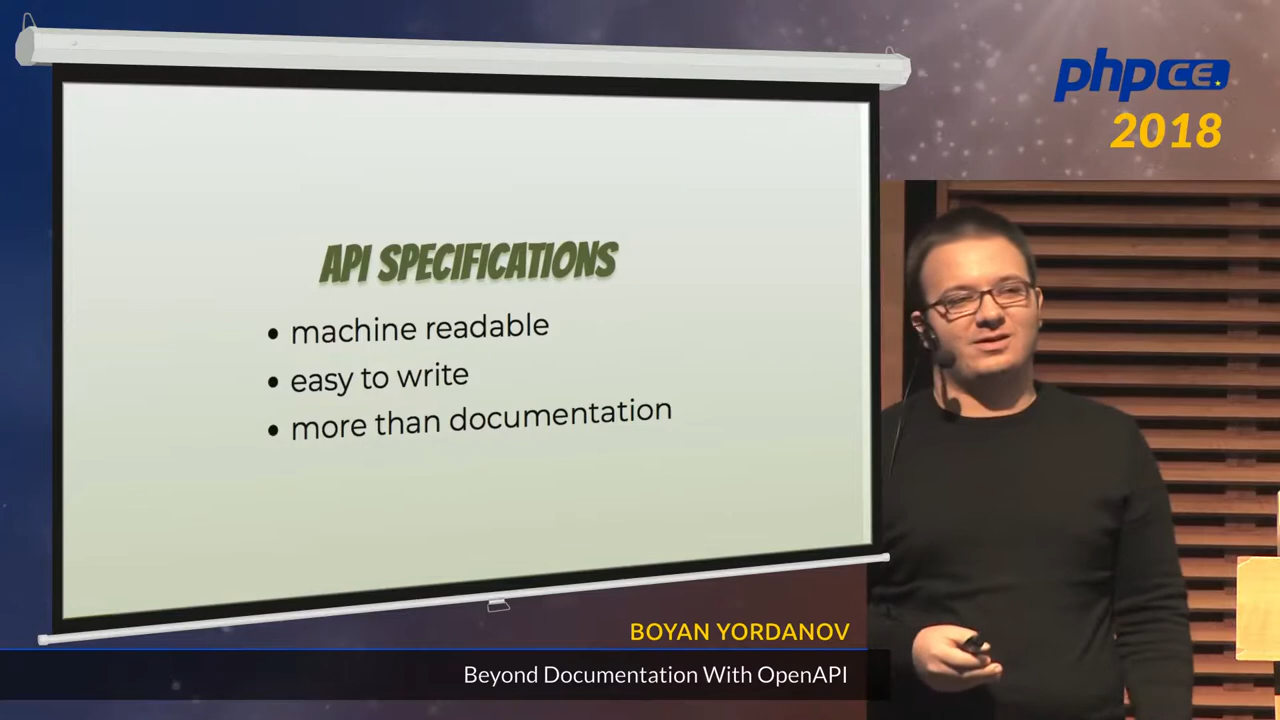 phpce.
2018
API SPECIFICATIONS
• machine readable
• easy to write
• more than documentation
BOYAN YORDANOV
Beyond Documentation With OpenAPI